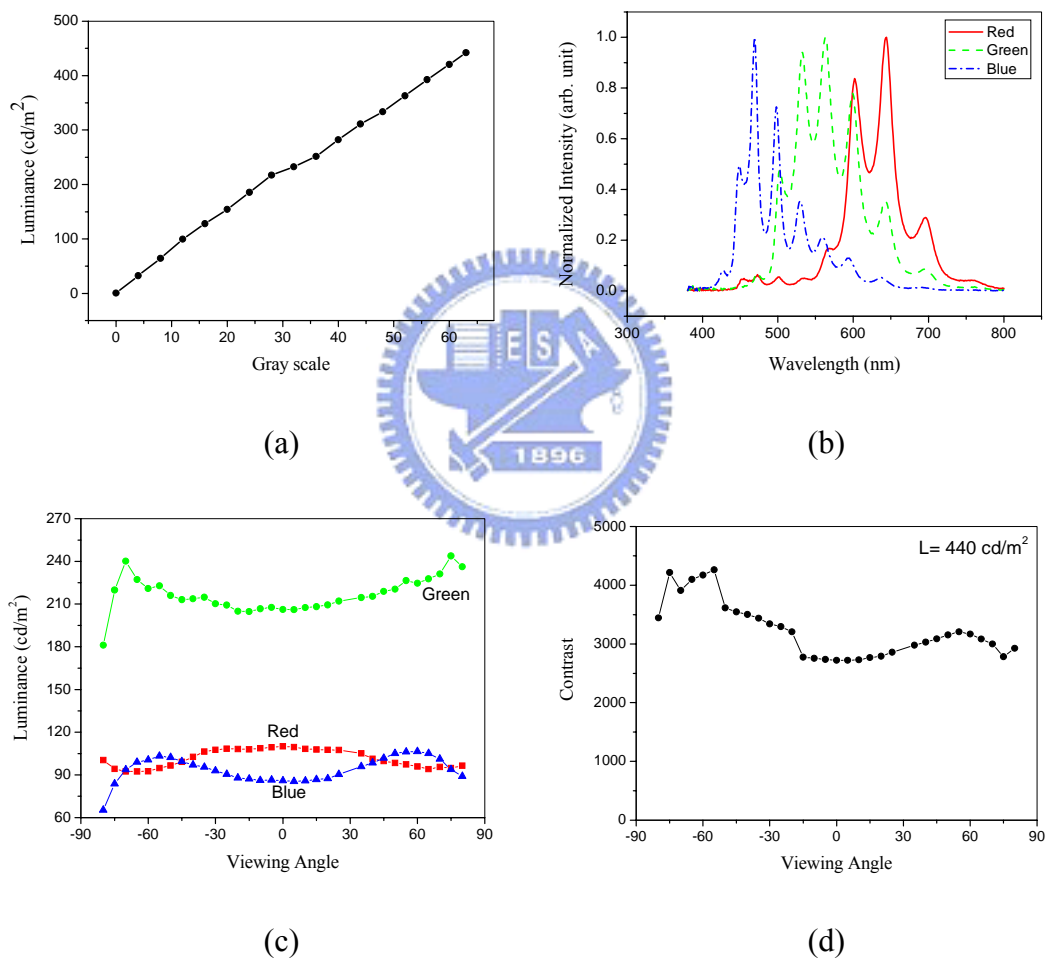 500
400
300
200
100
0
Luminance (cd/m²)
0 10 20 30 40 50 60
Gray scale
(a)
1.0
0.8
0.6
0.4
0.2
0.0
Normalized Intensity (arb. unit)
Red
Green
Blue
300 400 500 600 700 800
Wavelength (nm)
(b)
E S A
1896
270
240
210
180
150
120
90
60
Luminance (cd/m²)
Green
Red
Blue
-90 -60 -30 0 30 60 90
Viewing Angle
(c)
5000
4000
3000
2000
1000
0
Contrast
L= 440 cd/m²
-90 -60 -30 0 30 60 90
Viewing Angle
(d)